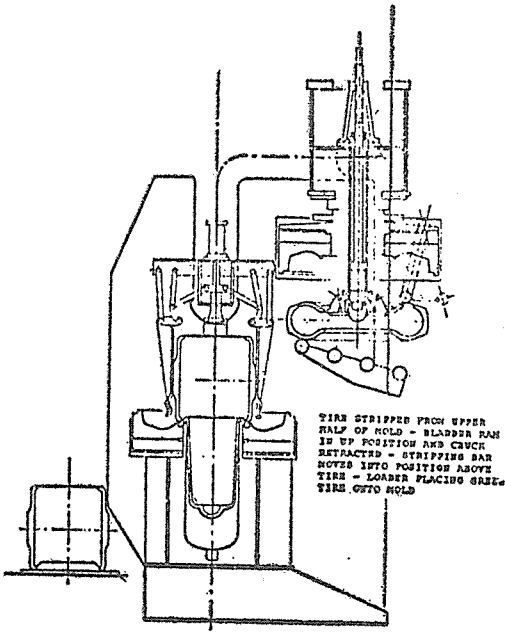 TIRE STRIPPED FROM UPPER
HALF OF MOLD - BLADDER RAM
IN UP POSITION AND CHUCK
RETRACTED - STRIPPING BAR
MOVES INTO POSITION ABOVE
TIRE - LOADER PLACING GREEN
TIRE ONTO MOLD